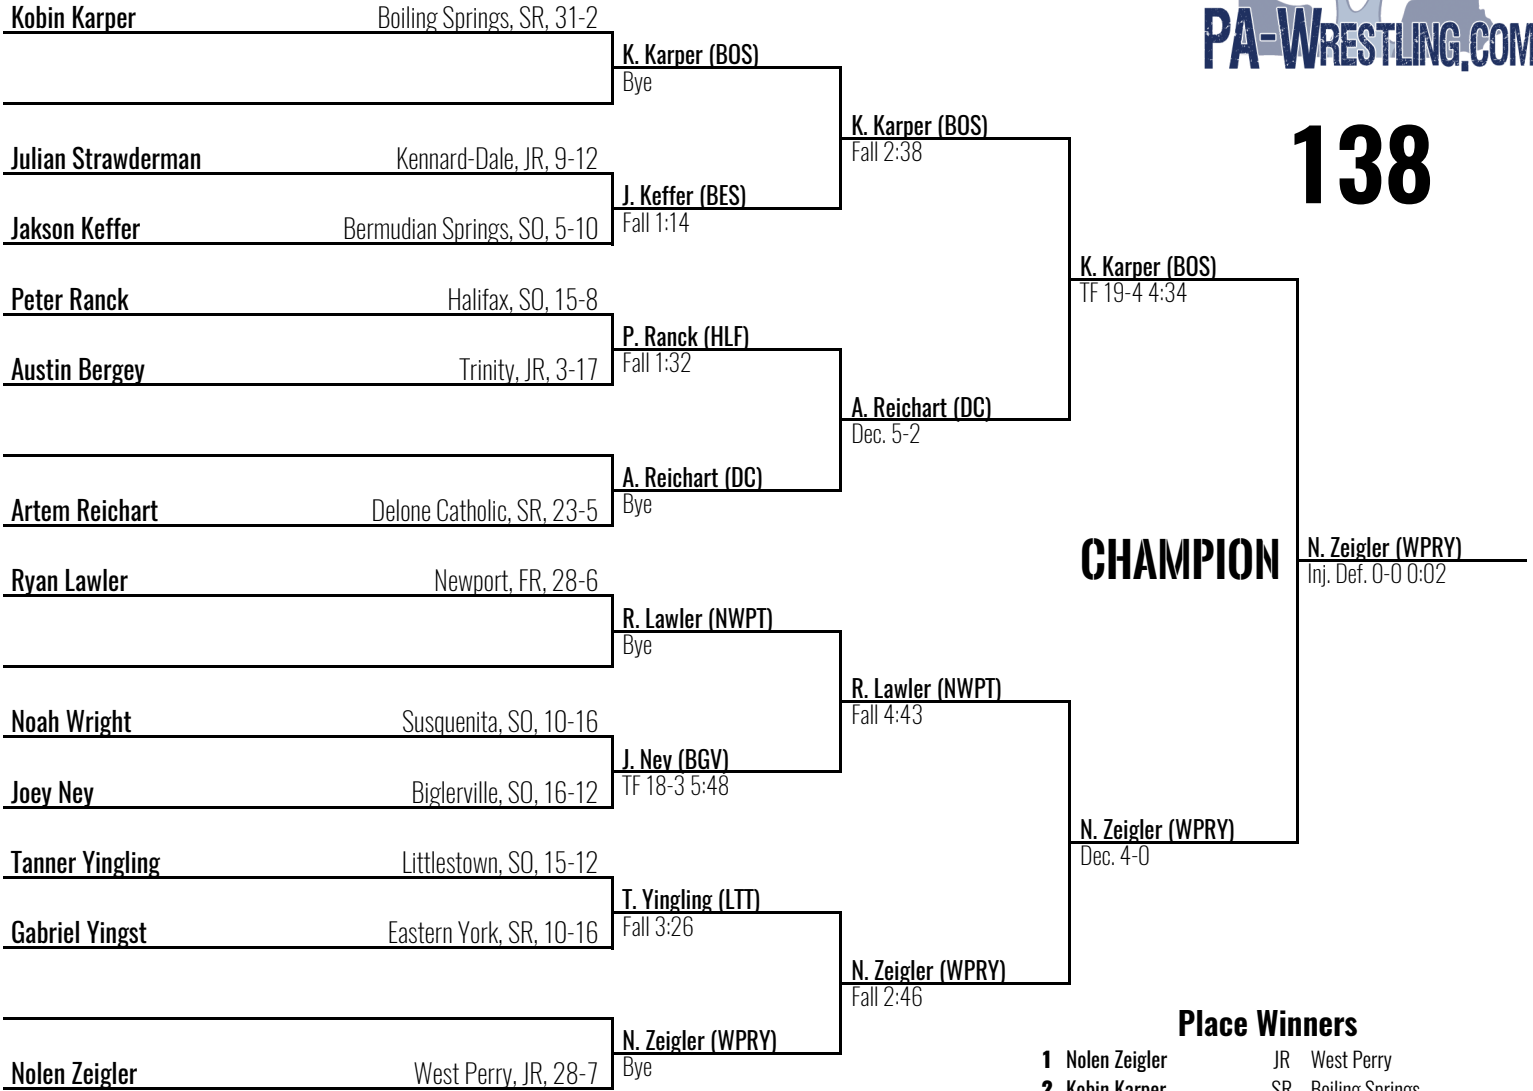 Kobin Karper Boiling Springs, SR, 31-2
PA-WRESTLING.COM
K. Karper (BOS)
Bye
K. Karper (BOS)
Fall 2:38
138
Julian Strawderman Kennard-Dale, JR, 9-12
J. Keffer (BES)
Fall 1:14
Jakson Keffer Bermudian Springs, SO, 5-10
K. Karper (BOS)
TF 19-4 4:34
Peter Ranck Halifax, SO, 15-8
P. Ranck (HLF)
Fall 1:32
Austin Bergey Trinity, JR, 3-17
A. Reichart (DC)
Dec. 5-2
A. Reichart (DC)
Bye
Artem Reichart Delone Catholic, SR, 23-5
CHAMPION
N. Zeigler (WPRY)
Inj. Def. 0-0 0:02
Ryan Lawler Newport, FR, 28-6
R. Lawler (NWPT)
Bye
R. Lawler (NWPT)
Fall 4:43
Noah Wright Susquenita, SO, 10-16
J. Ney (BGV)
TF 18-3 5:48
Joey Ney Biglerville, SO, 16-12
N. Zeigler (WPRY)
Dec. 4-0
Tanner Yingling Littlestown, SO, 15-12
T. Yingling (LTT)
Fall 3:26
Gabriel Yingst Eastern York, SR, 10-16
N. Zeigler (WPRY)
Fall 2:46
N. Zeigler (WPRY)
Bye
Nolen Zeigler West Perry, JR, 28-7
Place Winners
1 Nolen Zeigler JR West Perry
2 Kobin Karper SR Boiling Springs